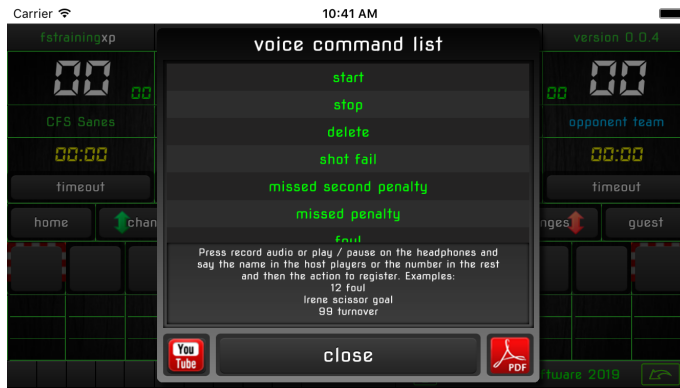 Carrier 10:41 AM
fstrainingxp
voice command list
version 0.0.4
00 00
00 00
start
stop
delete
shot fail
missed second penalty
missed penalty
foul
CFS Sanes
opponent team
00:00
00:00
timeout
timeout
home
chan
nges
guest
Press record audio or play / pause on the headphones and
say the name in the host players or the number in the rest
and then the action to register. Examples:
12 foul
Irene scissor goal
99 turnover
You
Tube
close
PDF
ftware 2019